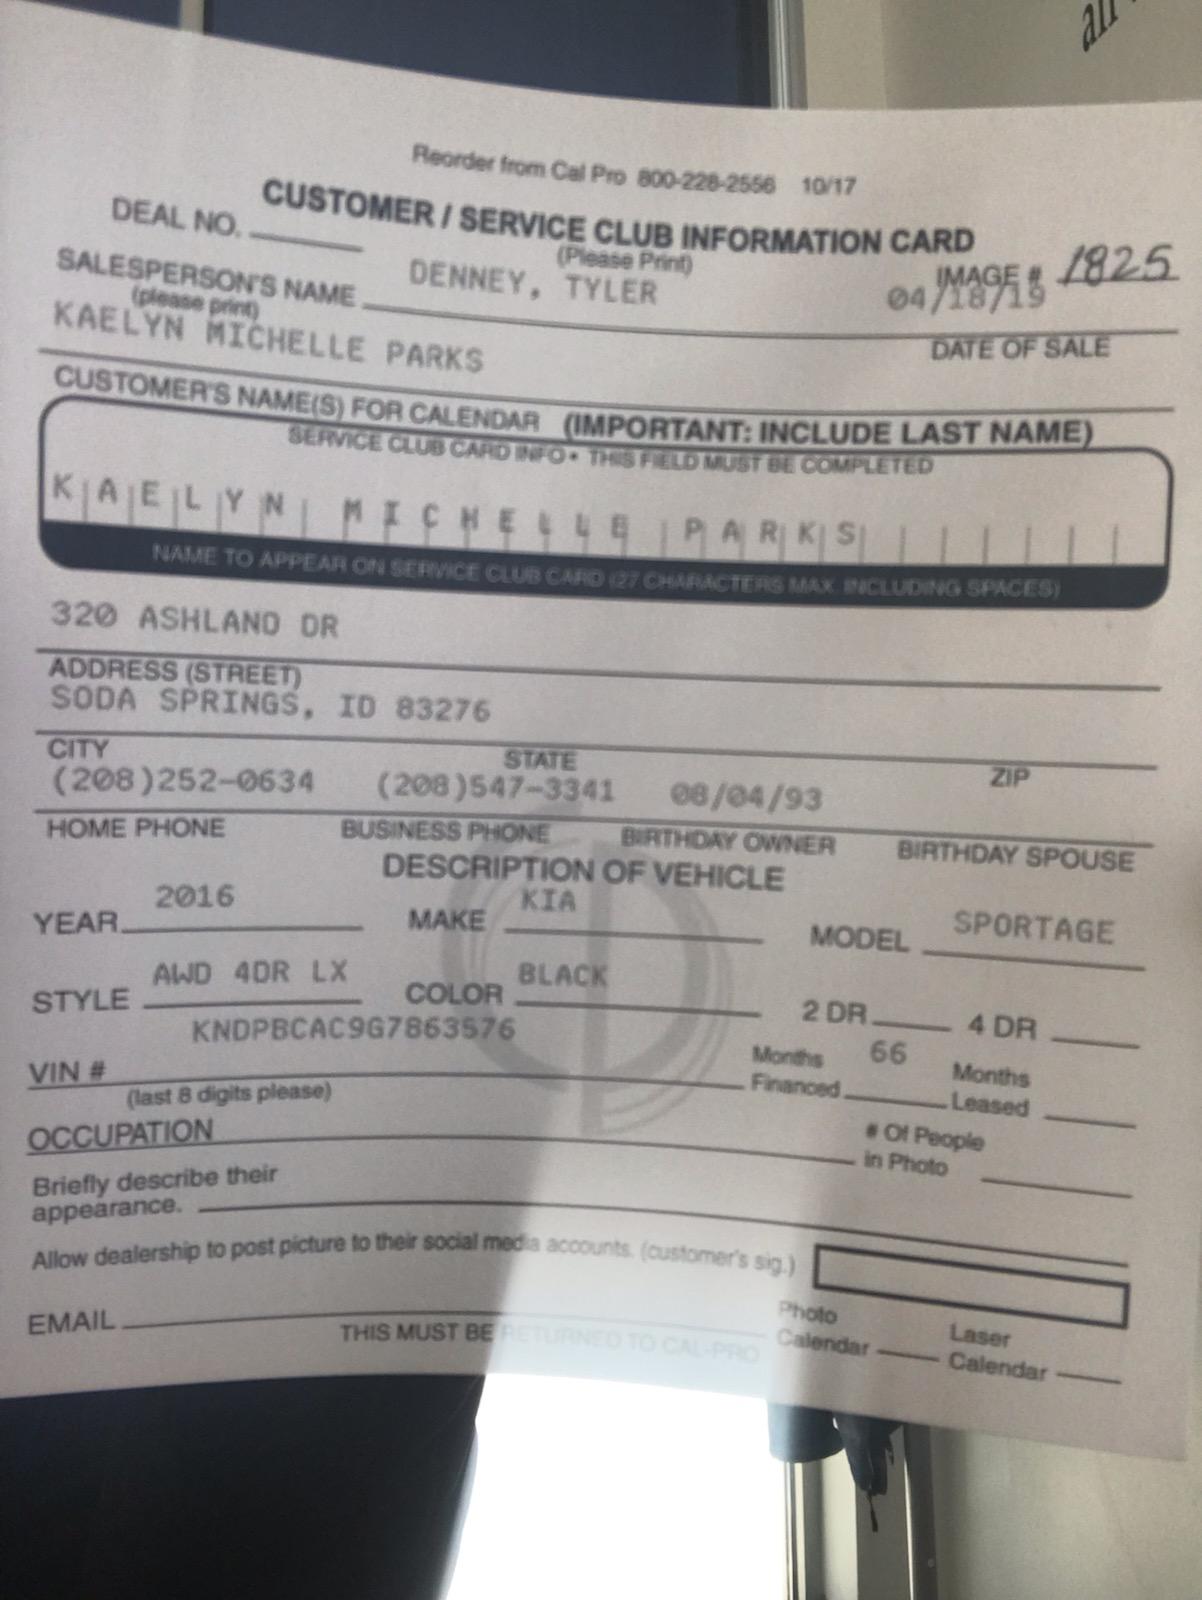 all
Reorder from Cal Pro 800-228-2556 10/17
CUSTOMER / SERVICE CLUB INFORMATION CARD
DEAL NO.
(Please Print)
IMAGE # 1825
SALESPERSON'S NAME DENNEY, TYLER 04/18/19
(please print)
DATE OF SALE
KAELYN MICHELLE PARKS
CUSTOMER'S NAME(S) FOR CALENDAR (IMPORTANT: INCLUDE LAST NAME)
SERVICE CLUB CARD INFO • THIS FIELD MUST BE COMPLETED
KAELYN MICHELLE PARKS
NAME TO APPEAR ON SERVICE CLUB CARD (27 CHARACTERS MAX. INCLUDING SPACES)
320 ASHLAND DR
ADDRESS (STREET)
SODA SPRINGS, ID 83276
CITY STATE ZIP
(208)252-0634 (208)547-3341 08/04/93
HOME PHONE BUSINESS PHONE BIRTHDAY OWNER BIRTHDAY SPOUSE
DESCRIPTION OF VEHICLE
YEAR 2016 MAKE KIA MODEL SPORTAGE
STYLE AWD 4DR LX COLOR BLACK 2 DR 4 DR
VIN # KNDPBCAC9G7863576
(last 8 digits please)
Months Financed 66 Months Leased
OCCUPATION
# Of People in Photo
Briefly describe their
appearance.
Allow dealership to post picture to their social media accounts. (customer's sig.)
EMAIL
THIS MUST BE RETURNED TO CAL-PRO
Photo Calendar Laser Calendar